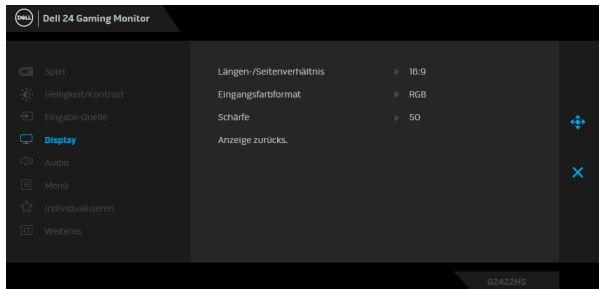 DELL
Dell 24 Gaming Monitor
Spiel
Helligkeit/Kontrast
Eingabe-Quelle
Display
Audio
Menü
Individualisieren
Weiteres
Längen-/Seitenverhältnis 16:9
Eingangsfarbformat RGB
Schärfe 50
Anzeige zurücks.
G2422HS